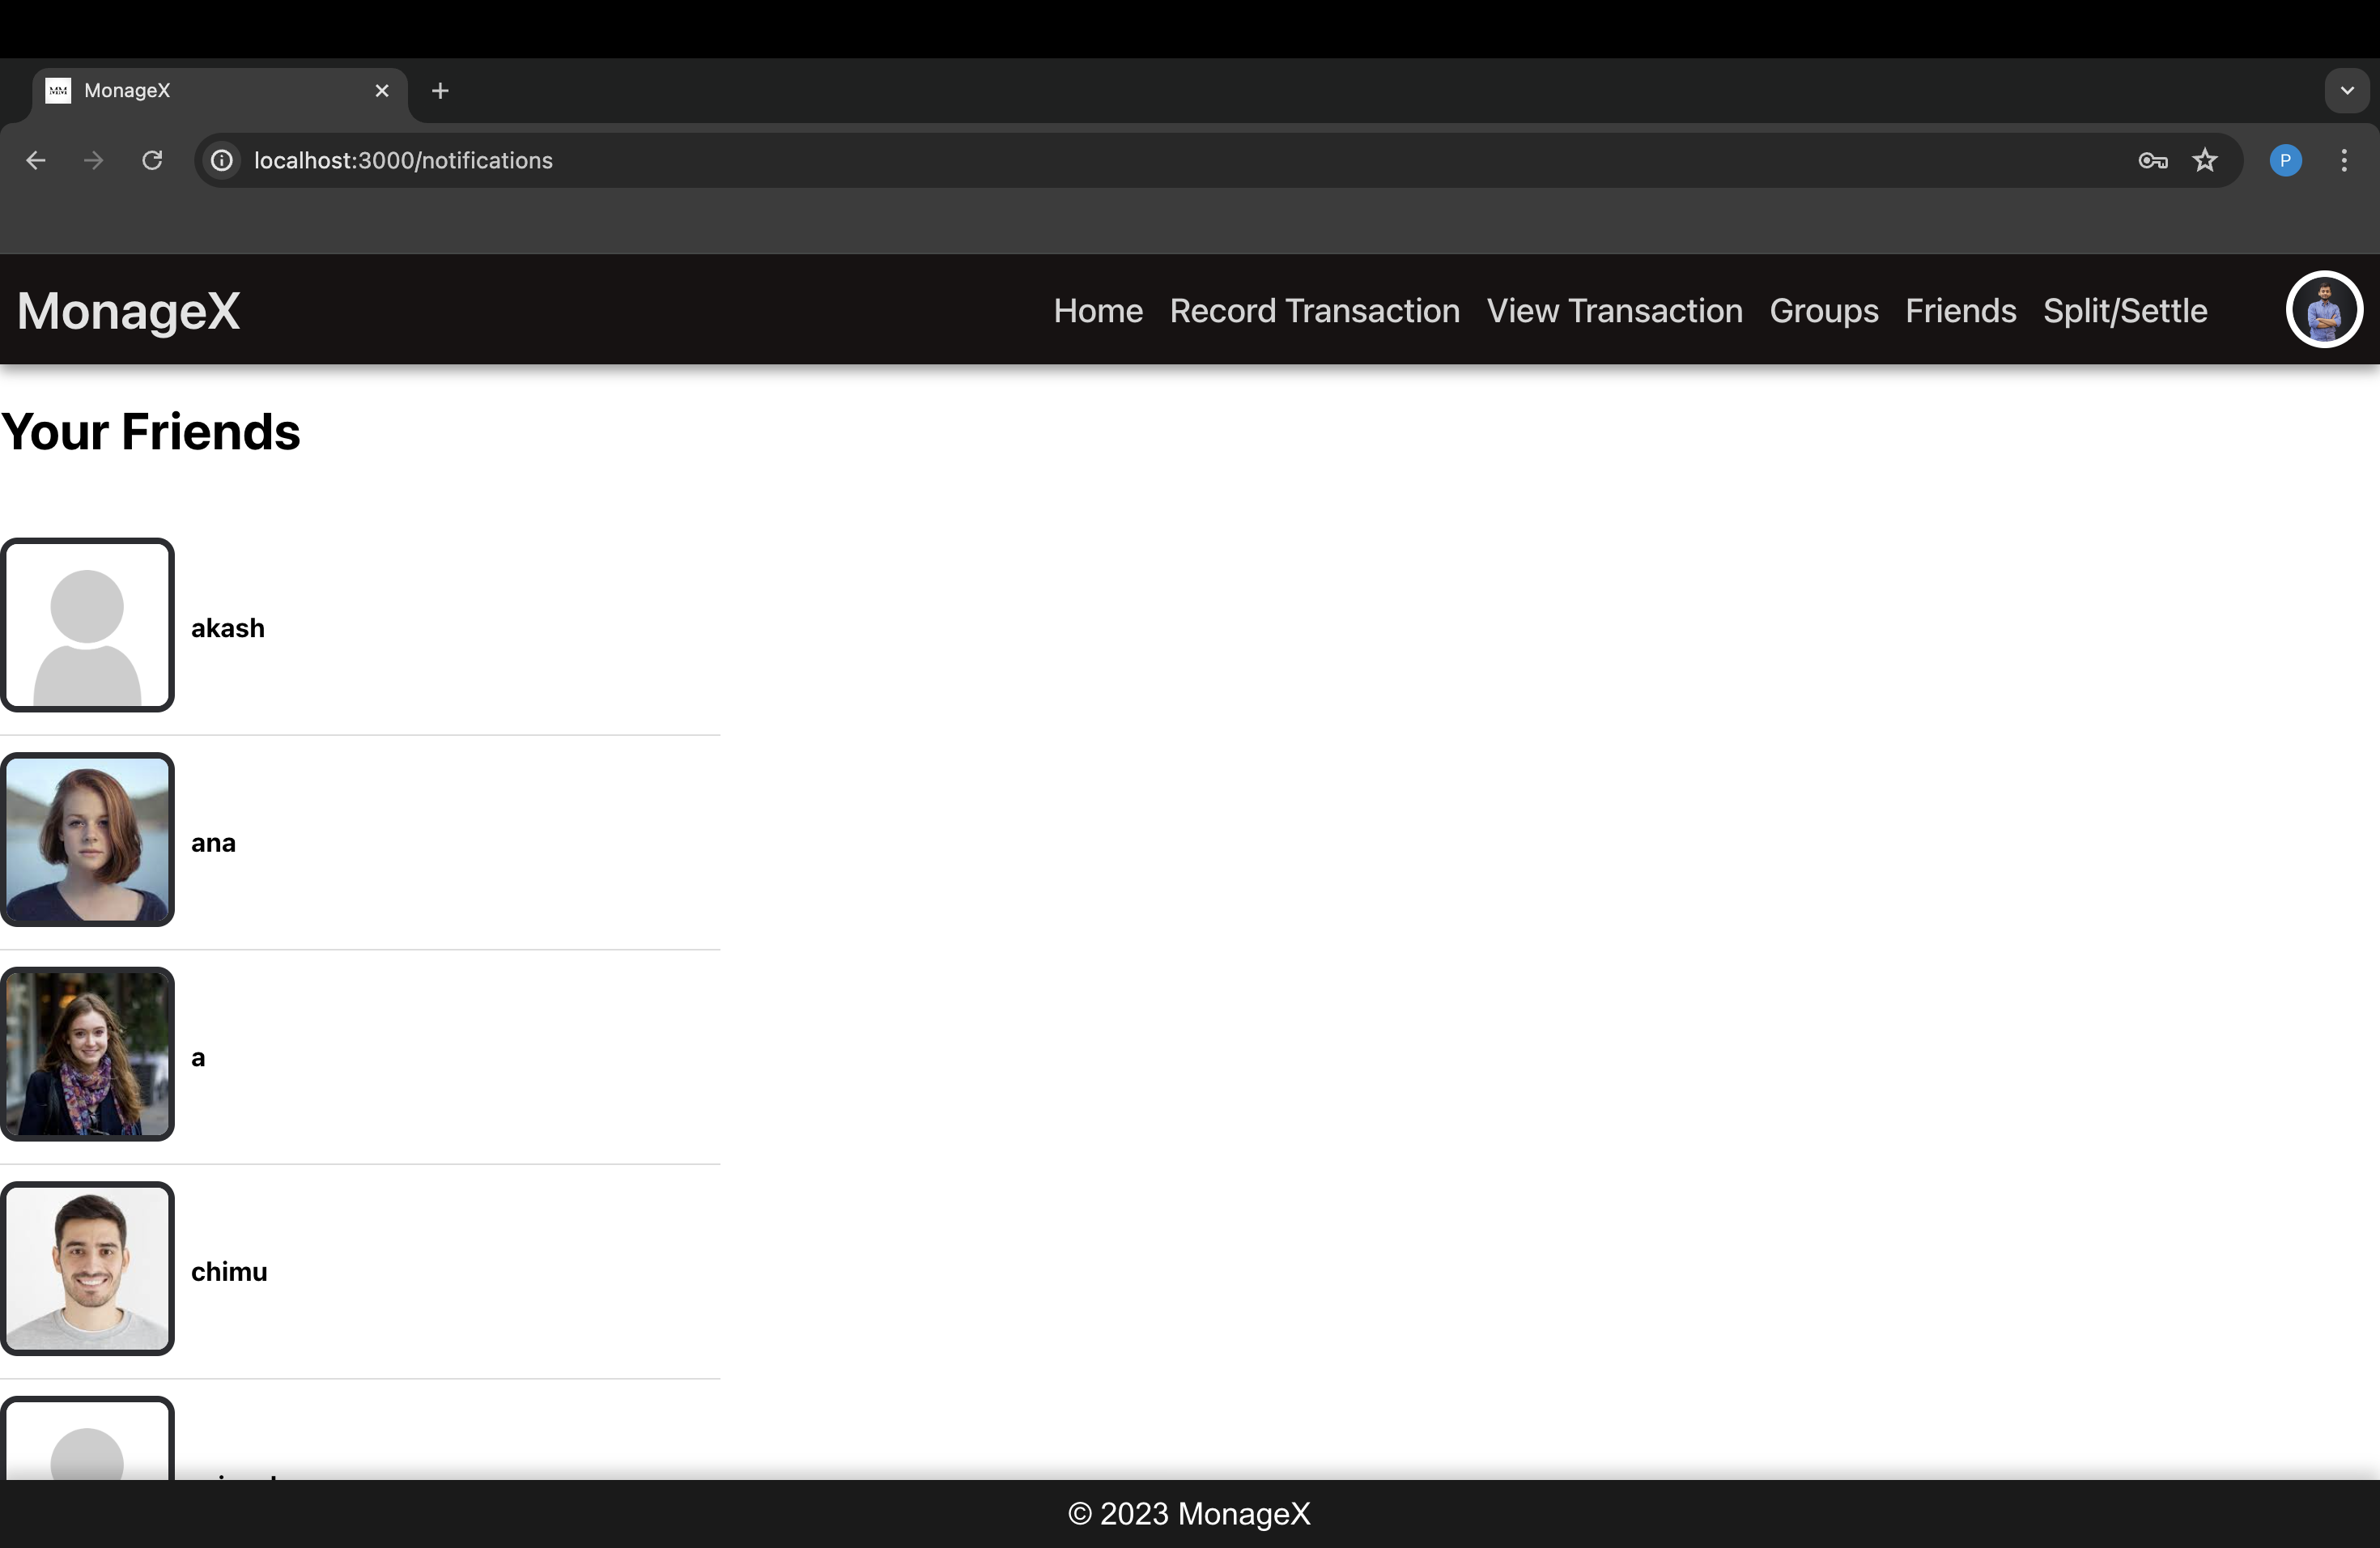 MonageX
localhost:3000/notifications
P
MonageX
Home Record Transaction View Transaction Groups Friends Split/Settle
Your Friends
akash
ana
a
chimu
© 2023 MonageX